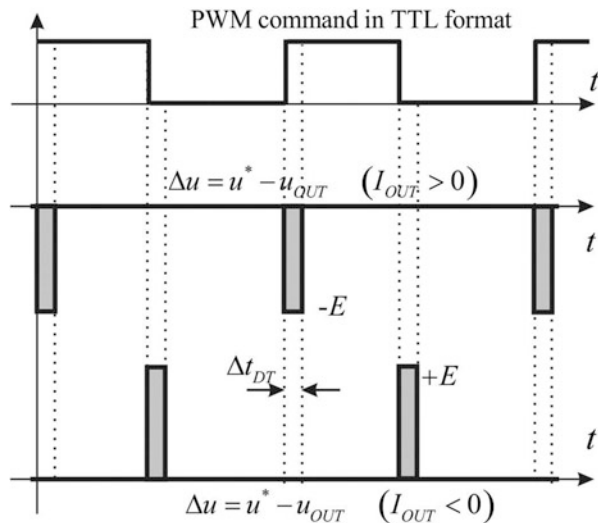 PWM command in TTL format
t
Δu = u* − u_OUT (I_OUT > 0)
t
-E
Δt_DT
+E
t
Δu = u* − u_OUT (I_OUT < 0)